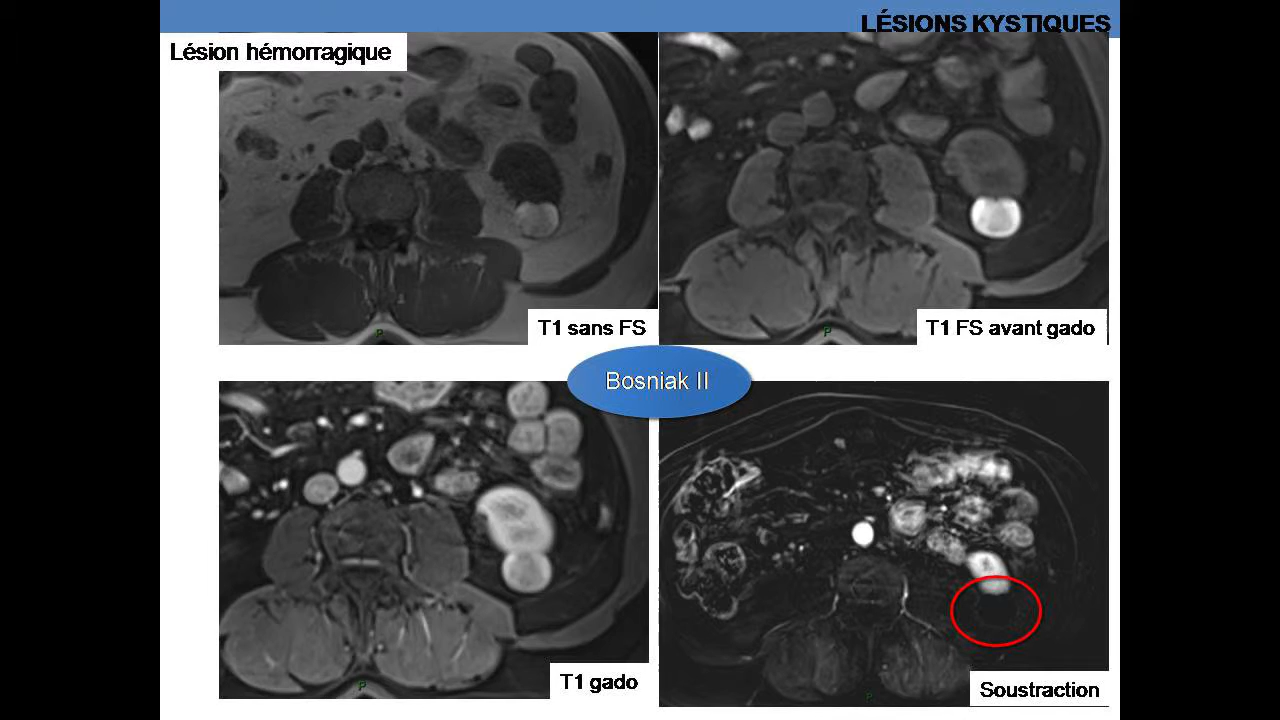 LÉSIONS KYSTIQUES
Lésion hémorragique
T1 sans FS
T1 FS avant gado
P
P
Bosniak II
T1 gado
Soustraction
P
P